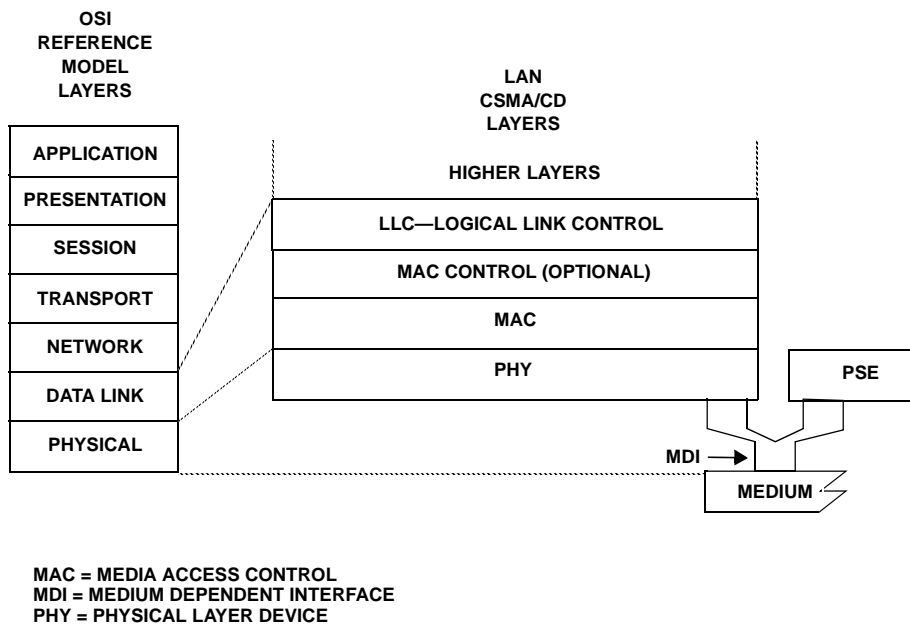 OSI
REFERENCE
MODEL
LAYERS
LAN
CSMA/CD
LAYERS
APPLICATION
PRESENTATION
SESSION
TRANSPORT
NETWORK
DATA LINK
PHYSICAL
HIGHER LAYERS
LLC—LOGICAL LINK CONTROL
MAC CONTROL (OPTIONAL)
MAC
PHY
PSE
MDI
MEDIUM
MAC = MEDIA ACCESS CONTROL
MDI = MEDIUM DEPENDENT INTERFACE
PHY = PHYSICAL LAYER DEVICE